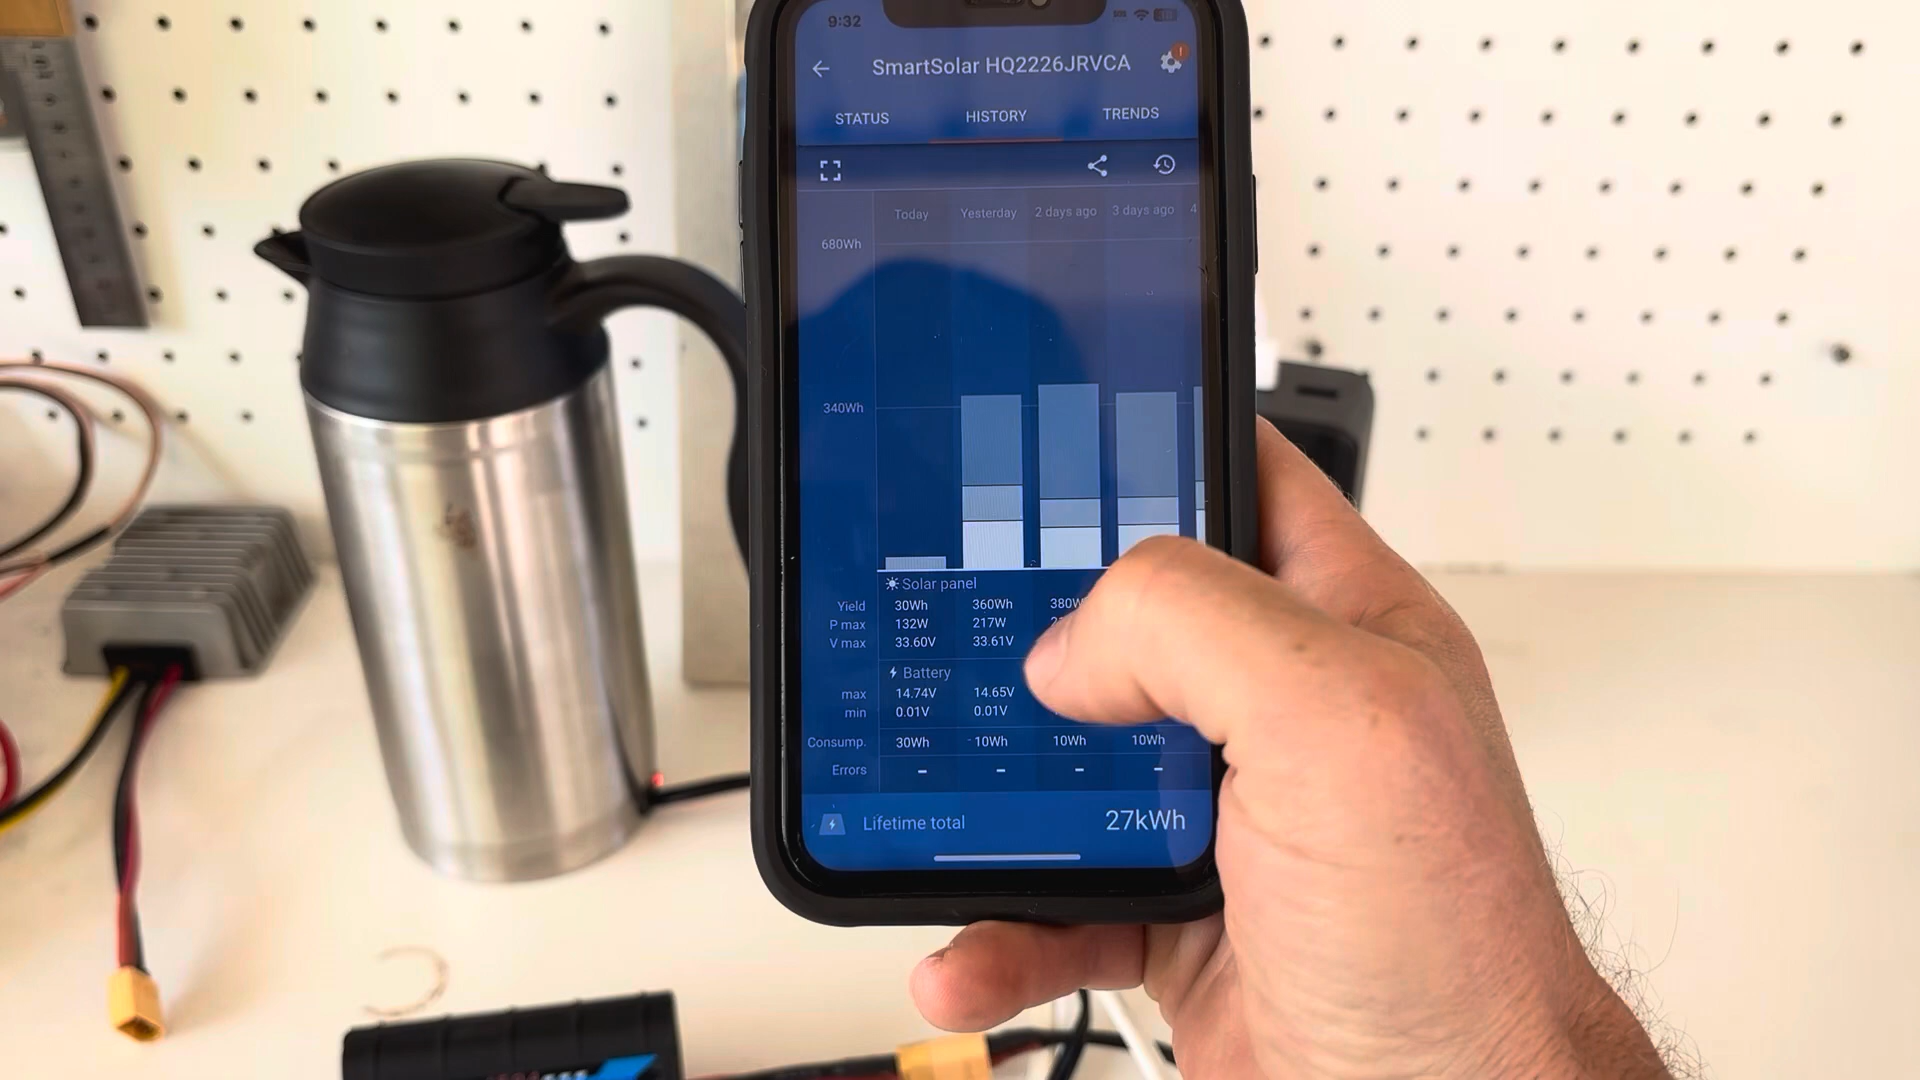 9:32
SmartSolar HQ2226JRVCA
STATUS HISTORY TRENDS
Today Yesterday 2 days ago 3 days ago 4
680Wh
340Wh
Solar panel
Yield 30Wh 360Wh 380W
P max 132W 217W
V max 33.60V 33.61V
Battery
max 14.74V 14.65V
min 0.01V 0.01V
Consump. 30Wh 10Wh 10Wh 10Wh
Errors - - - -
Lifetime total 27kWh